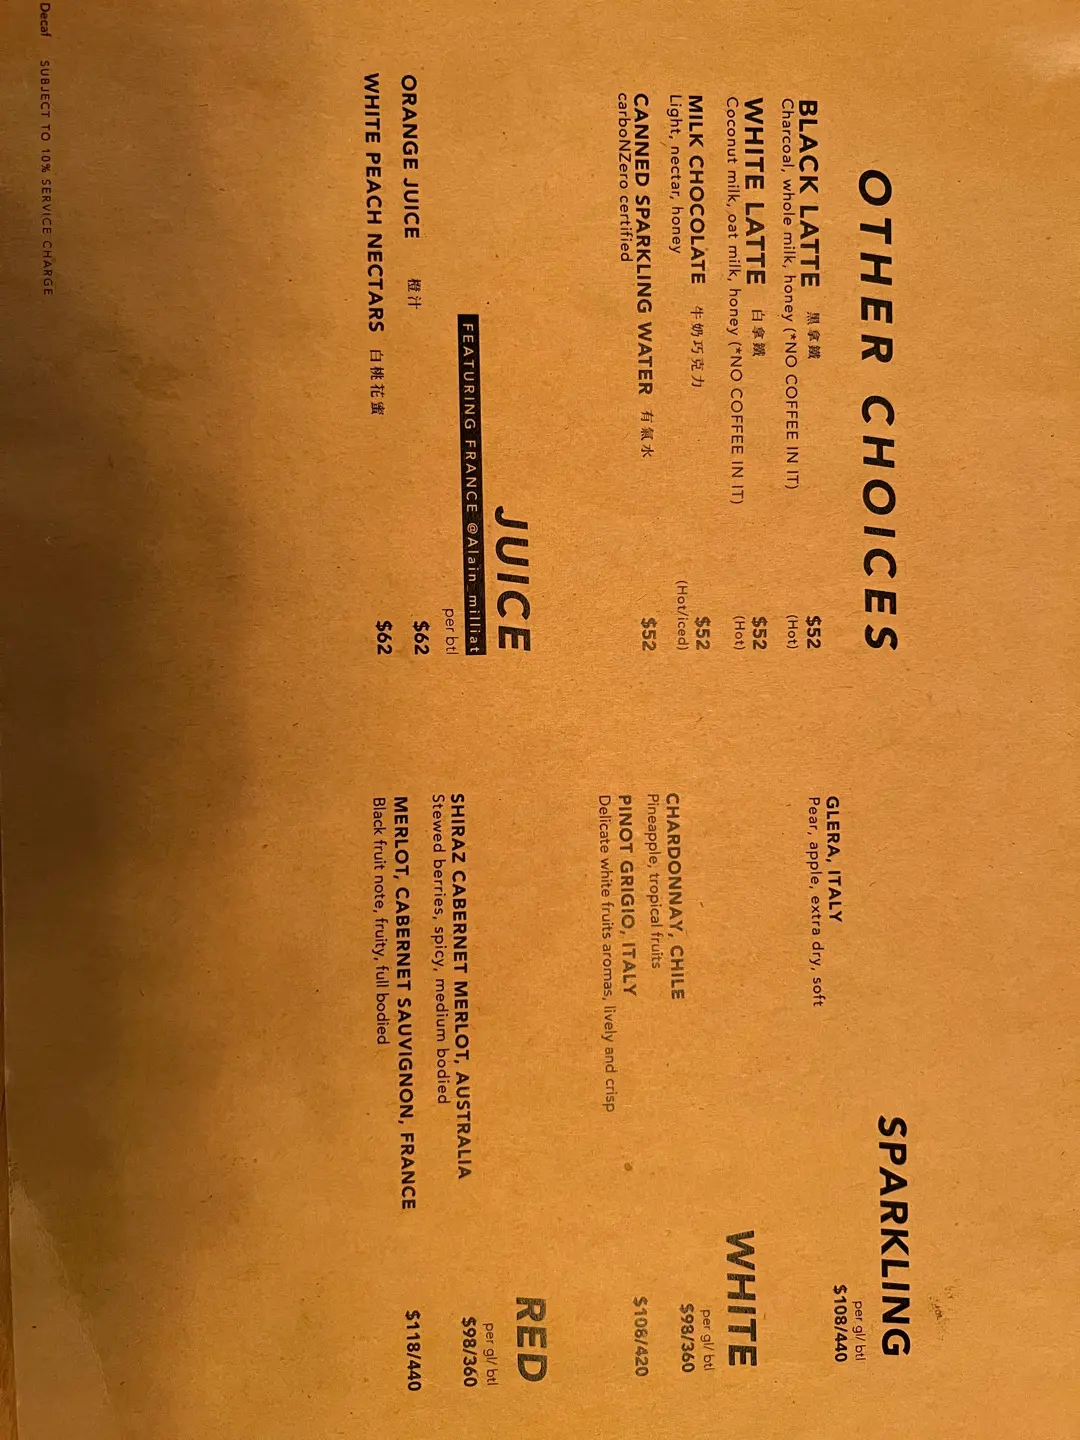 OTHER CHOICES
BLACK LATTE 黑拿鐵 $52
Charcoal, whole milk, honey (*NO COFFEE IN IT) (Hot)
WHITE LATTE 白拿鐵 $52
Coconut milk, oat milk, honey (*NO COFFEE IN IT) (Hot)
MILK CHOCOLATE 牛奶巧克力 $52
Light, nectar, honey (Hot/iced)
CANNED SPARKLING WATER 有氣水 $52
carboNZero certified
JUICE
FEATURING FRANCE @Alain_milliat
per btl
ORANGE JUICE 橙汁 $62
WHITE PEACH NECTARS 白桃花蜜 $62
SPARKLING
per gl/ btl
GLERA, ITALY $108/440
Pear, apple, extra dry, soft
WHITE
per gl/ btl
CHARDONNAY, CHILE $98/360
Pineapple, tropical fruits
PINOT GRIGIO, ITALY $108/420
Delicate white fruits aromas, lively and crisp
RED
per gl/ btl
SHIRAZ CABERNET MERLOT, AUSTRALIA $98/360
Stewed berries, spicy, medium bodied
MERLOT, CABERNET SAUVIGNON, FRANCE $118/440
Black fruit note, fruity, full bodied
Decaf SUBJECT TO 10% SERVICE CHARGE